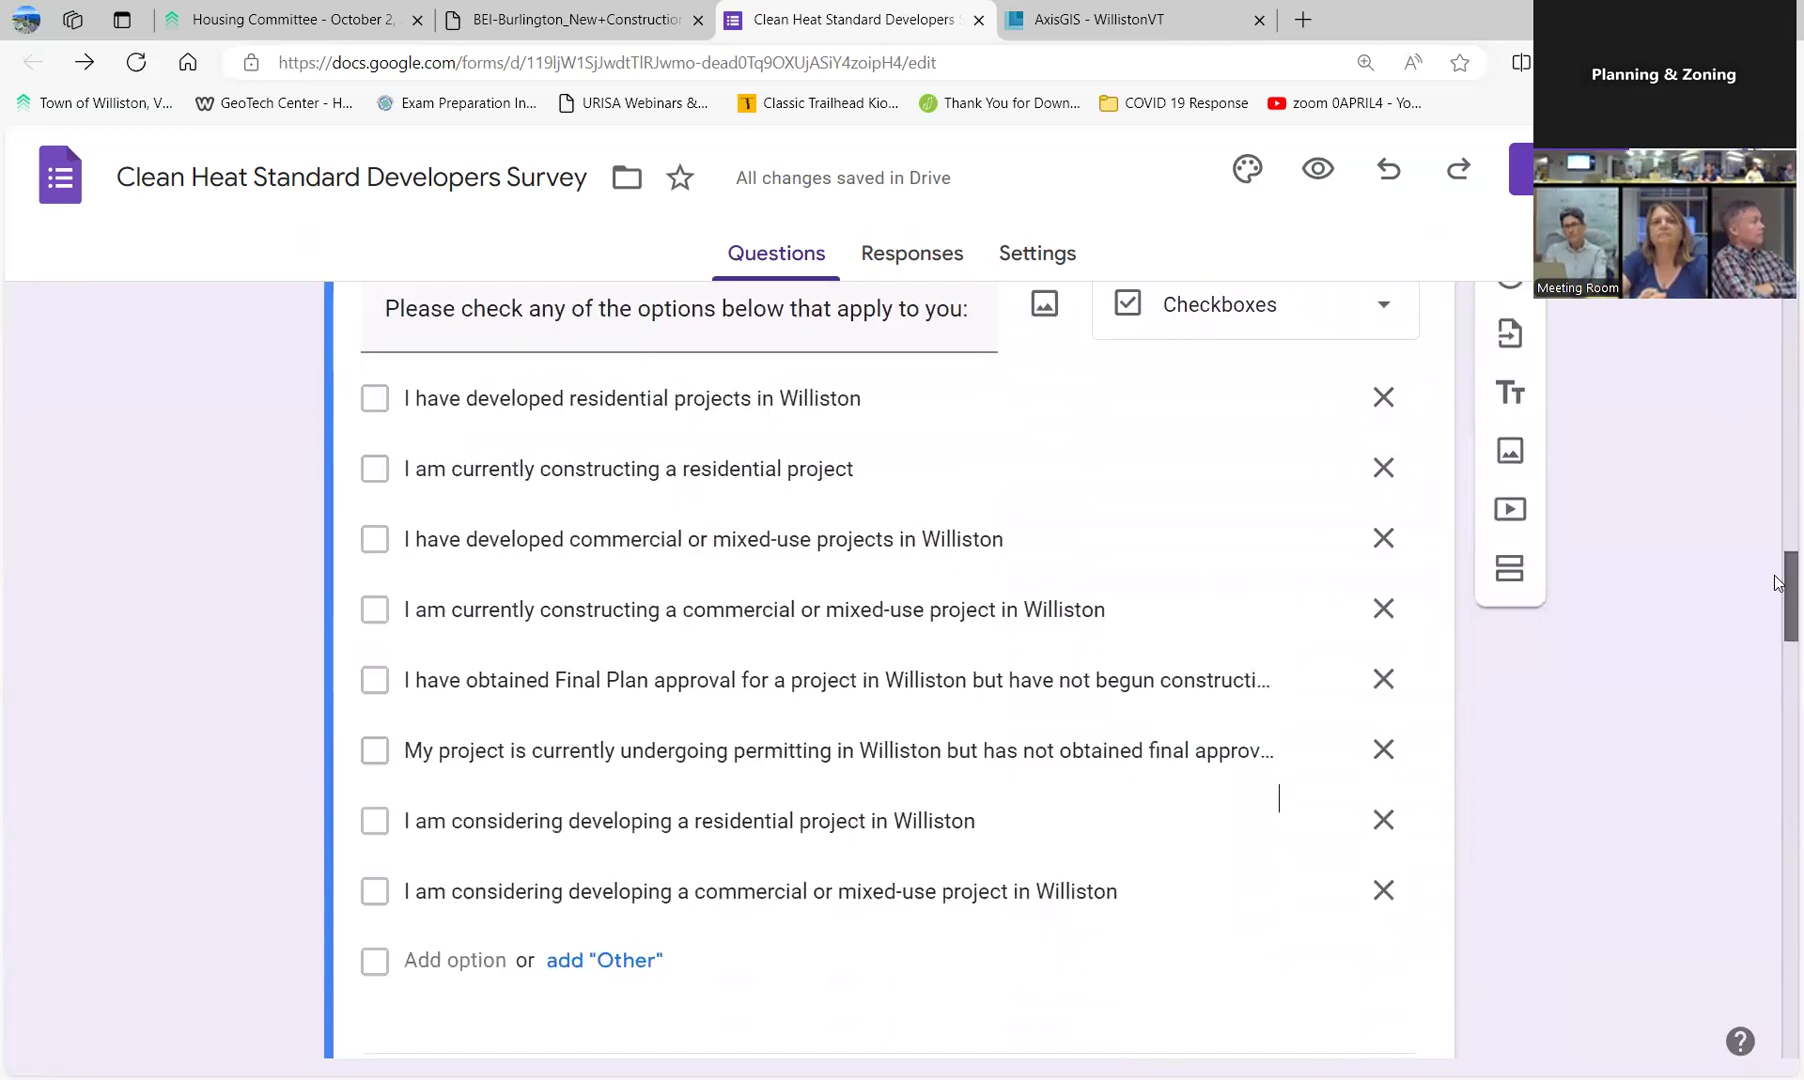 Housing Committee - October 2,
BEI-Burlington_New+Construction
Clean Heat Standard Developers S
AxisGIS - WillistonVT
https://docs.google.com/forms/d/119ljW1SjJwdtTlRJwmo-dead0Tq9OXUjASiY4zoipH4/edit
Town of Williston, V...
GeoTech Center - H...
Exam Preparation In...
URISA Webinars &...
Classic Trailhead Kio...
Thank You for Down...
COVID 19 Response
zoom 0APRIL4 - Yo...
Planning & Zoning
Meeting Room
Clean Heat Standard Developers Survey
All changes saved in Drive
Questions
Responses
Settings
Please check any of the options below that apply to you:
Checkboxes
I have developed residential projects in Williston
I am currently constructing a residential project
I have developed commercial or mixed-use projects in Williston
I am currently constructing a commercial or mixed-use project in Williston
I have obtained Final Plan approval for a project in Williston but have not begun constructi...
My project is currently undergoing permitting in Williston but has not obtained final approv...
I am considering developing a residential project in Williston
I am considering developing a commercial or mixed-use project in Williston
Add option or add "Other"